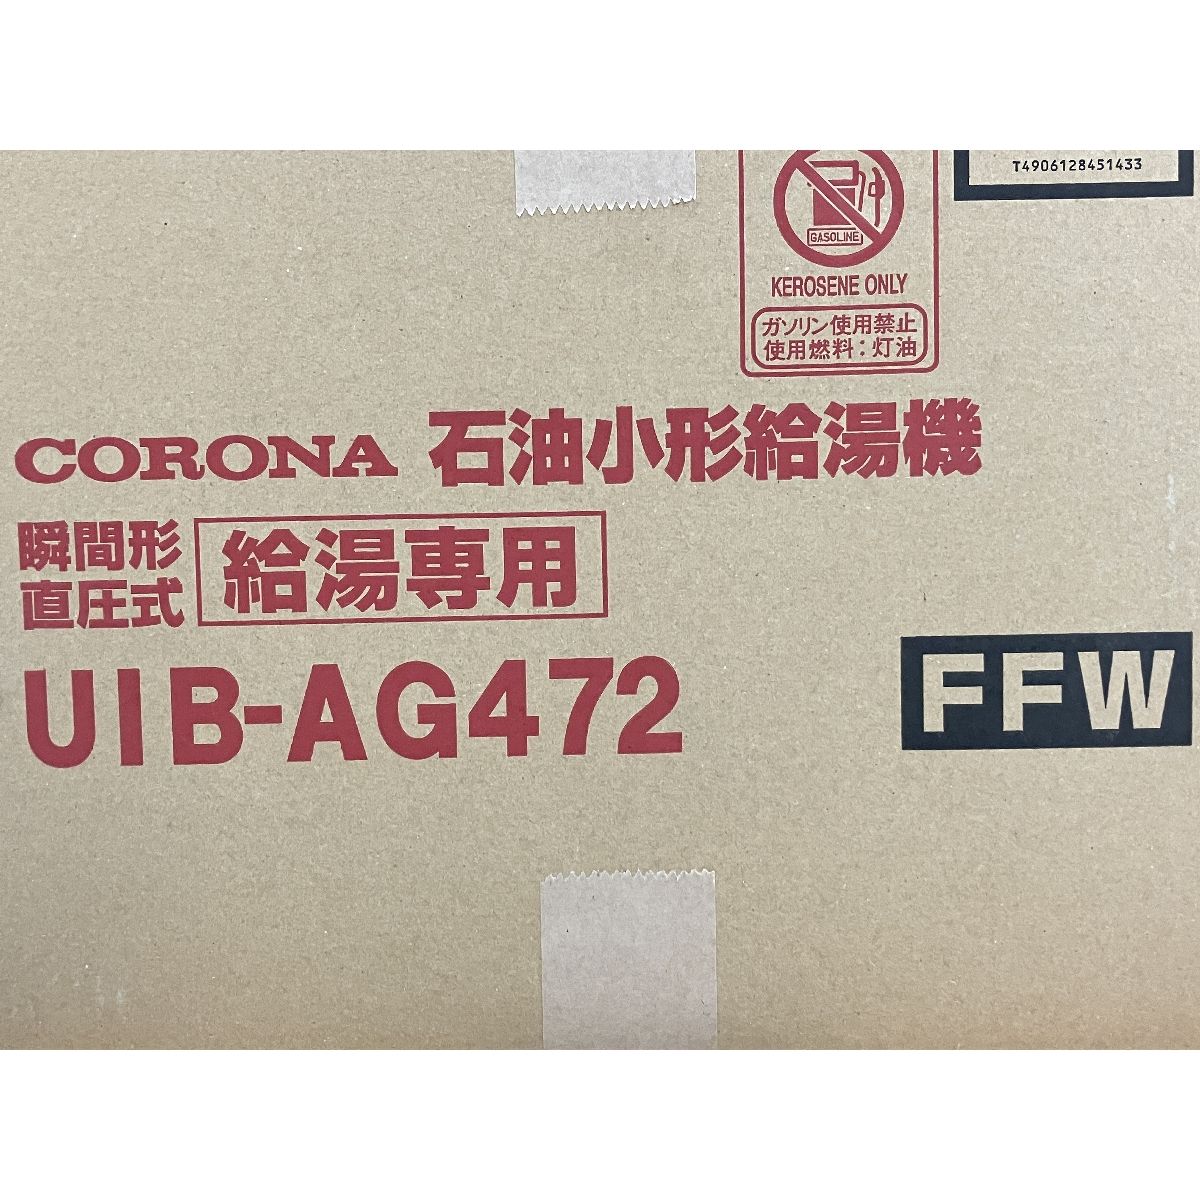 T4906128451433
GASOLINE
KEROSENE ONLY
ガソリン使用禁止
使用燃料：灯油
CORONA 石油小形給湯機
瞬間形
直圧式
給湯専用
UIB-AG472
FFW